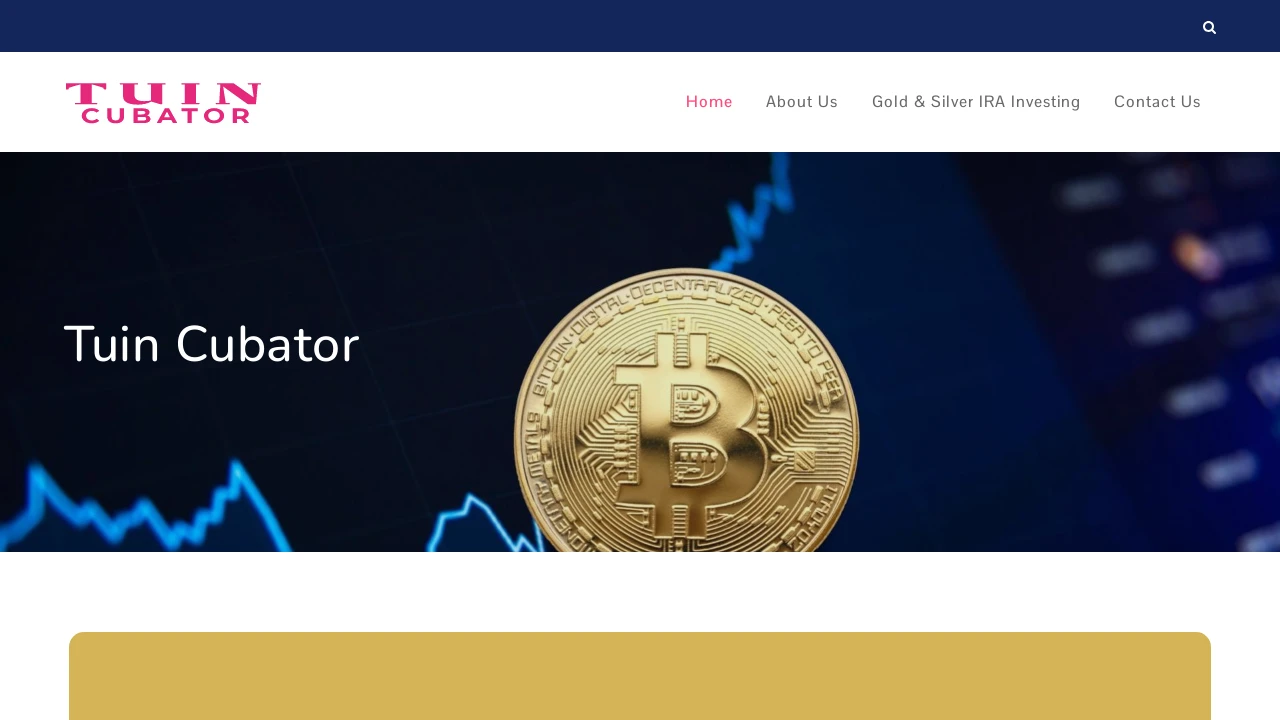 TUIN
CUBATOR
Home
About Us
Gold & Silver IRA Investing
Contact Us
Tuin Cubator
BITCOIN·DIGITAL·DECENTRALIZED·PEER TO PEER